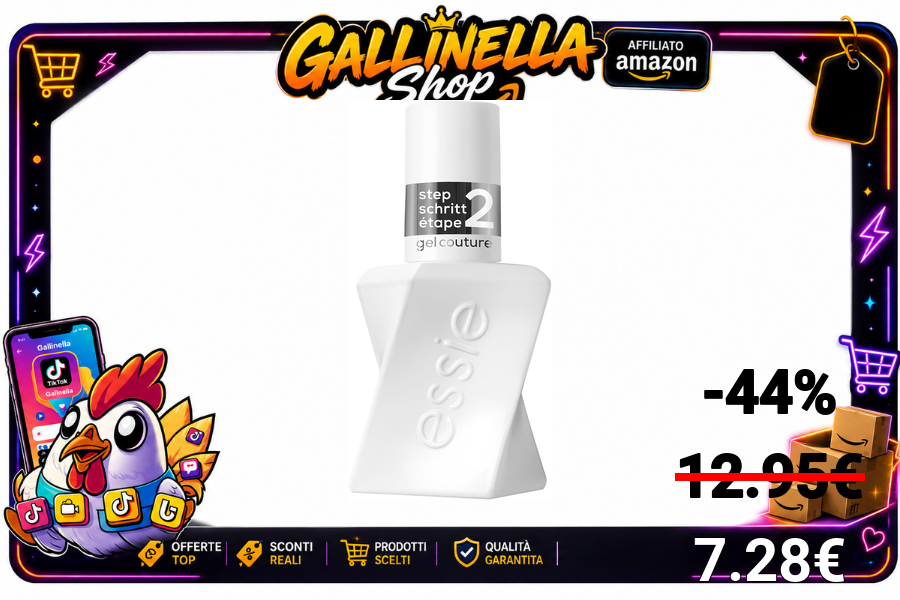 GALLINELLA
Shop
AFFILIATO
amazon
step
schritt
étape
2
gel couture
essie
Gallinella
TikTok
Gallinella
-44%
12.95€
7.28€
OFFERTE
TOP
SCONTI
REALI
PRODOTTI
SCELTI
QUALITÀ
GARANTITA